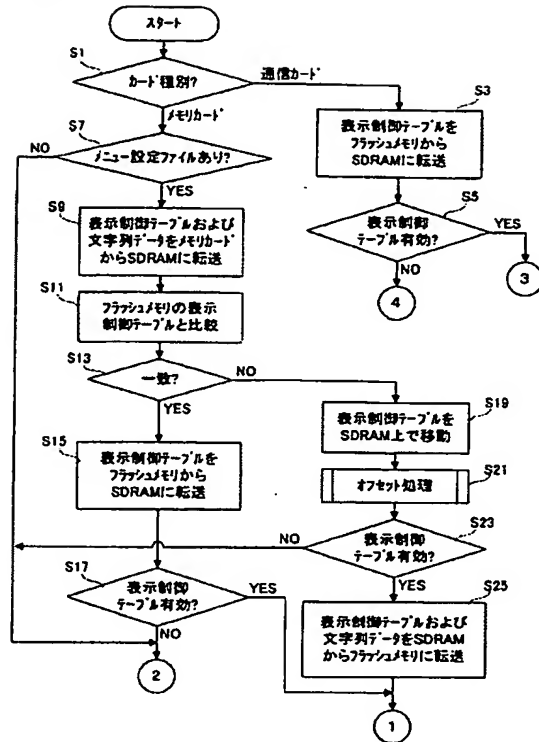 スタート
S1
カード種別?
通信カード
メモリカード
S3
表示制御テーブルを
フラッシュメモリから
SDRAMに転送
S7
NO
メニュー設定ファイルあり?
YES
S5
表示制御
テーブル有効?
YES
NO
3
4
S9
表示制御テーブルおよび
文字列データをメモリカード
からSDRAMに転送
S11
フラッシュメモリの表示
制御テーブルと比較
S13
一致?
NO
YES
S19
表示制御テーブルを
SDRAM上で移動
S15
表示制御テーブルを
フラッシュメモリから
SDRAMに転送
S21
オフセット処理
S23
NO
表示制御
テーブル有効?
YES
S17
表示制御
テーブル有効?
YES
NO
2
S25
表示制御テーブルおよび
文字列データをSDRAM
からフラッシュメモリに転送
1